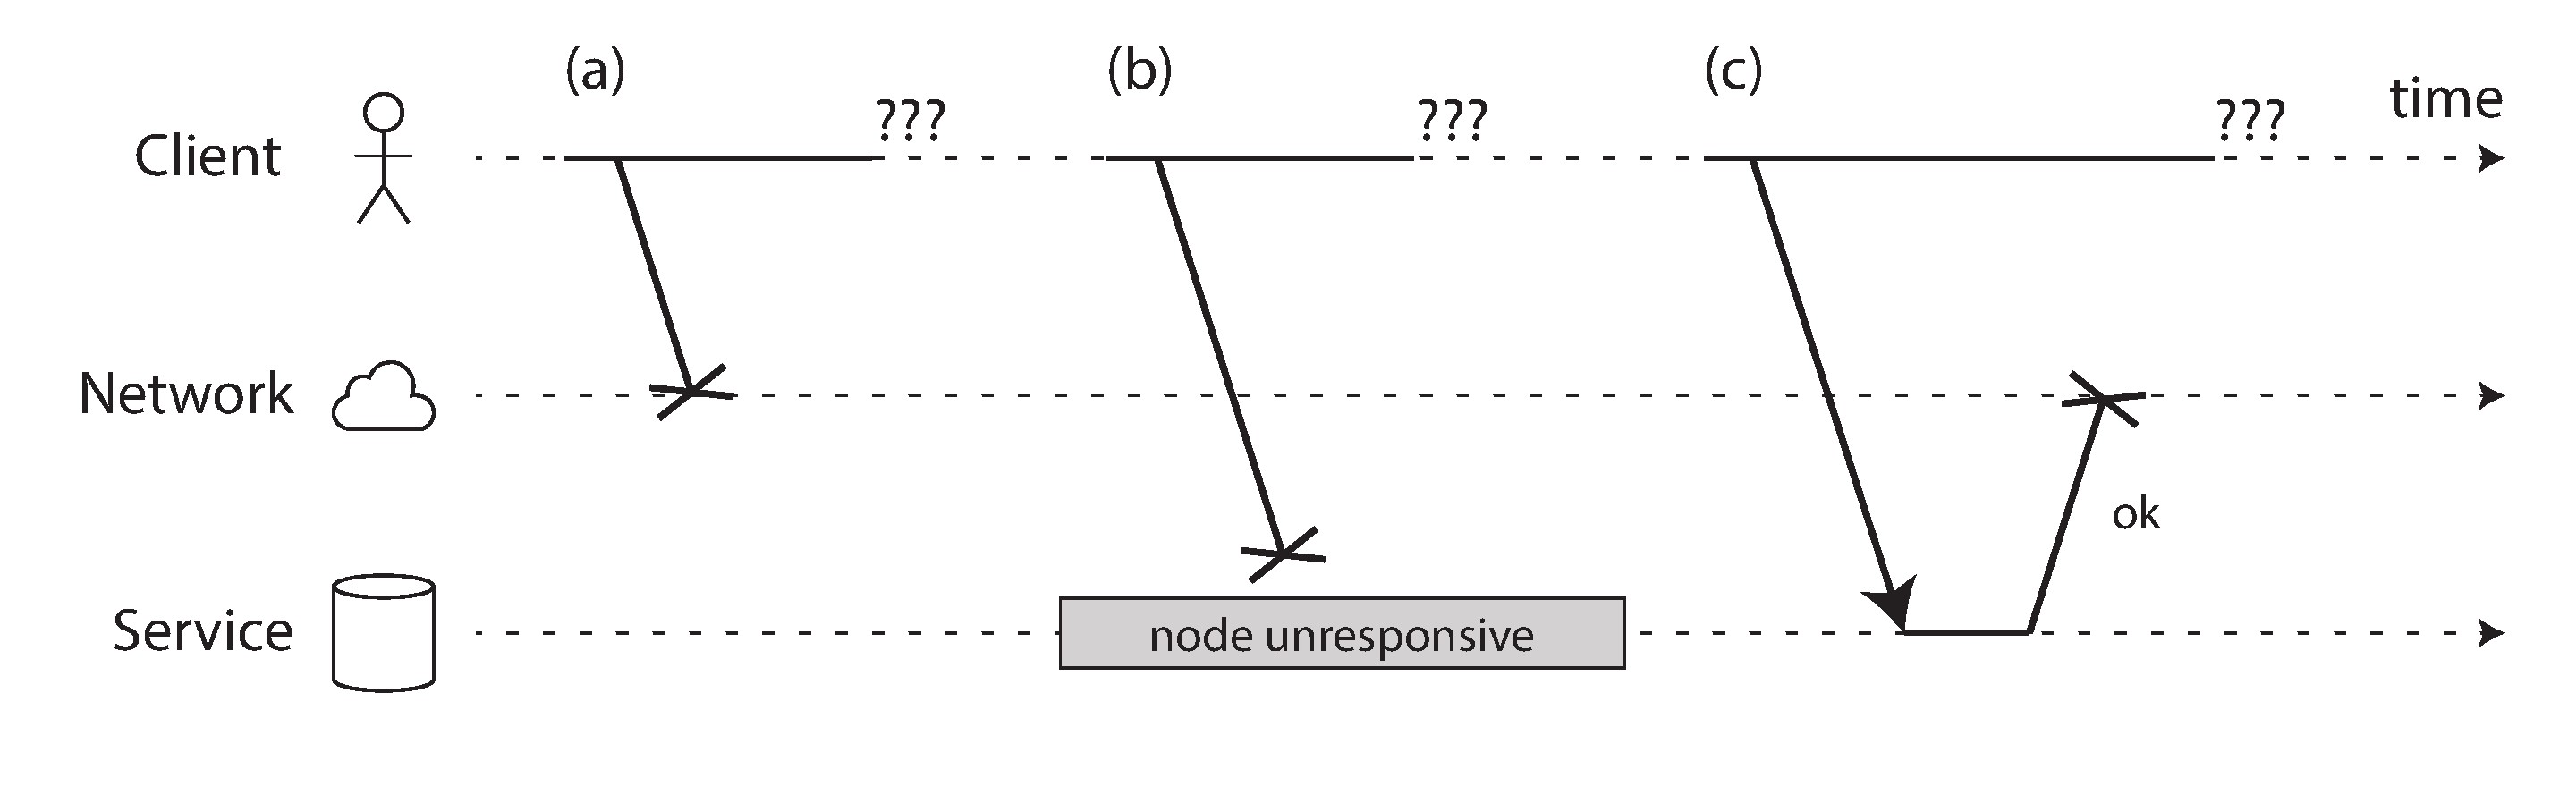 (a)
(b)
(c)
Client
???
???
???
time
Network
ok
Service
node unresponsive